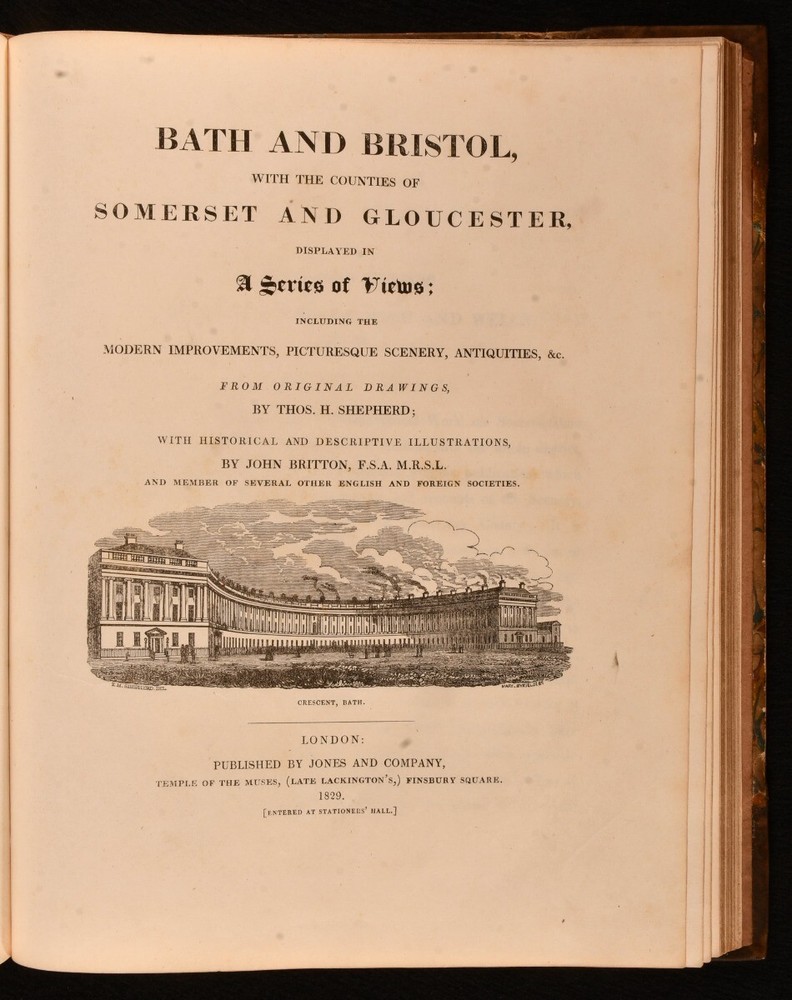 BATH AND BRISTOL,
WITH THE COUNTIES OF
SOMERSET AND GLOUCESTER,
DISPLAYED IN
A Series of Views;
INCLUDING THE
MODERN IMPROVEMENTS, PICTURESQUE SCENERY, ANTIQUITIES, &c.
FROM ORIGINAL DRAWINGS,
BY THOS. H. SHEPHERD;
WITH HISTORICAL AND DESCRIPTIVE ILLUSTRATIONS,
BY JOHN BRITTON, F.S.A. M.R.S.L.
AND MEMBER OF SEVERAL OTHER ENGLISH AND FOREIGN SOCIETIES.
CRESCENT, BATH.
LONDON:
PUBLISHED BY JONES AND COMPANY,
TEMPLE OF THE MUSES, (LATE LACKINGTON'S,) FINSBURY SQUARE.
1829.
[ENTERED AT STATIONERS' HALL.]